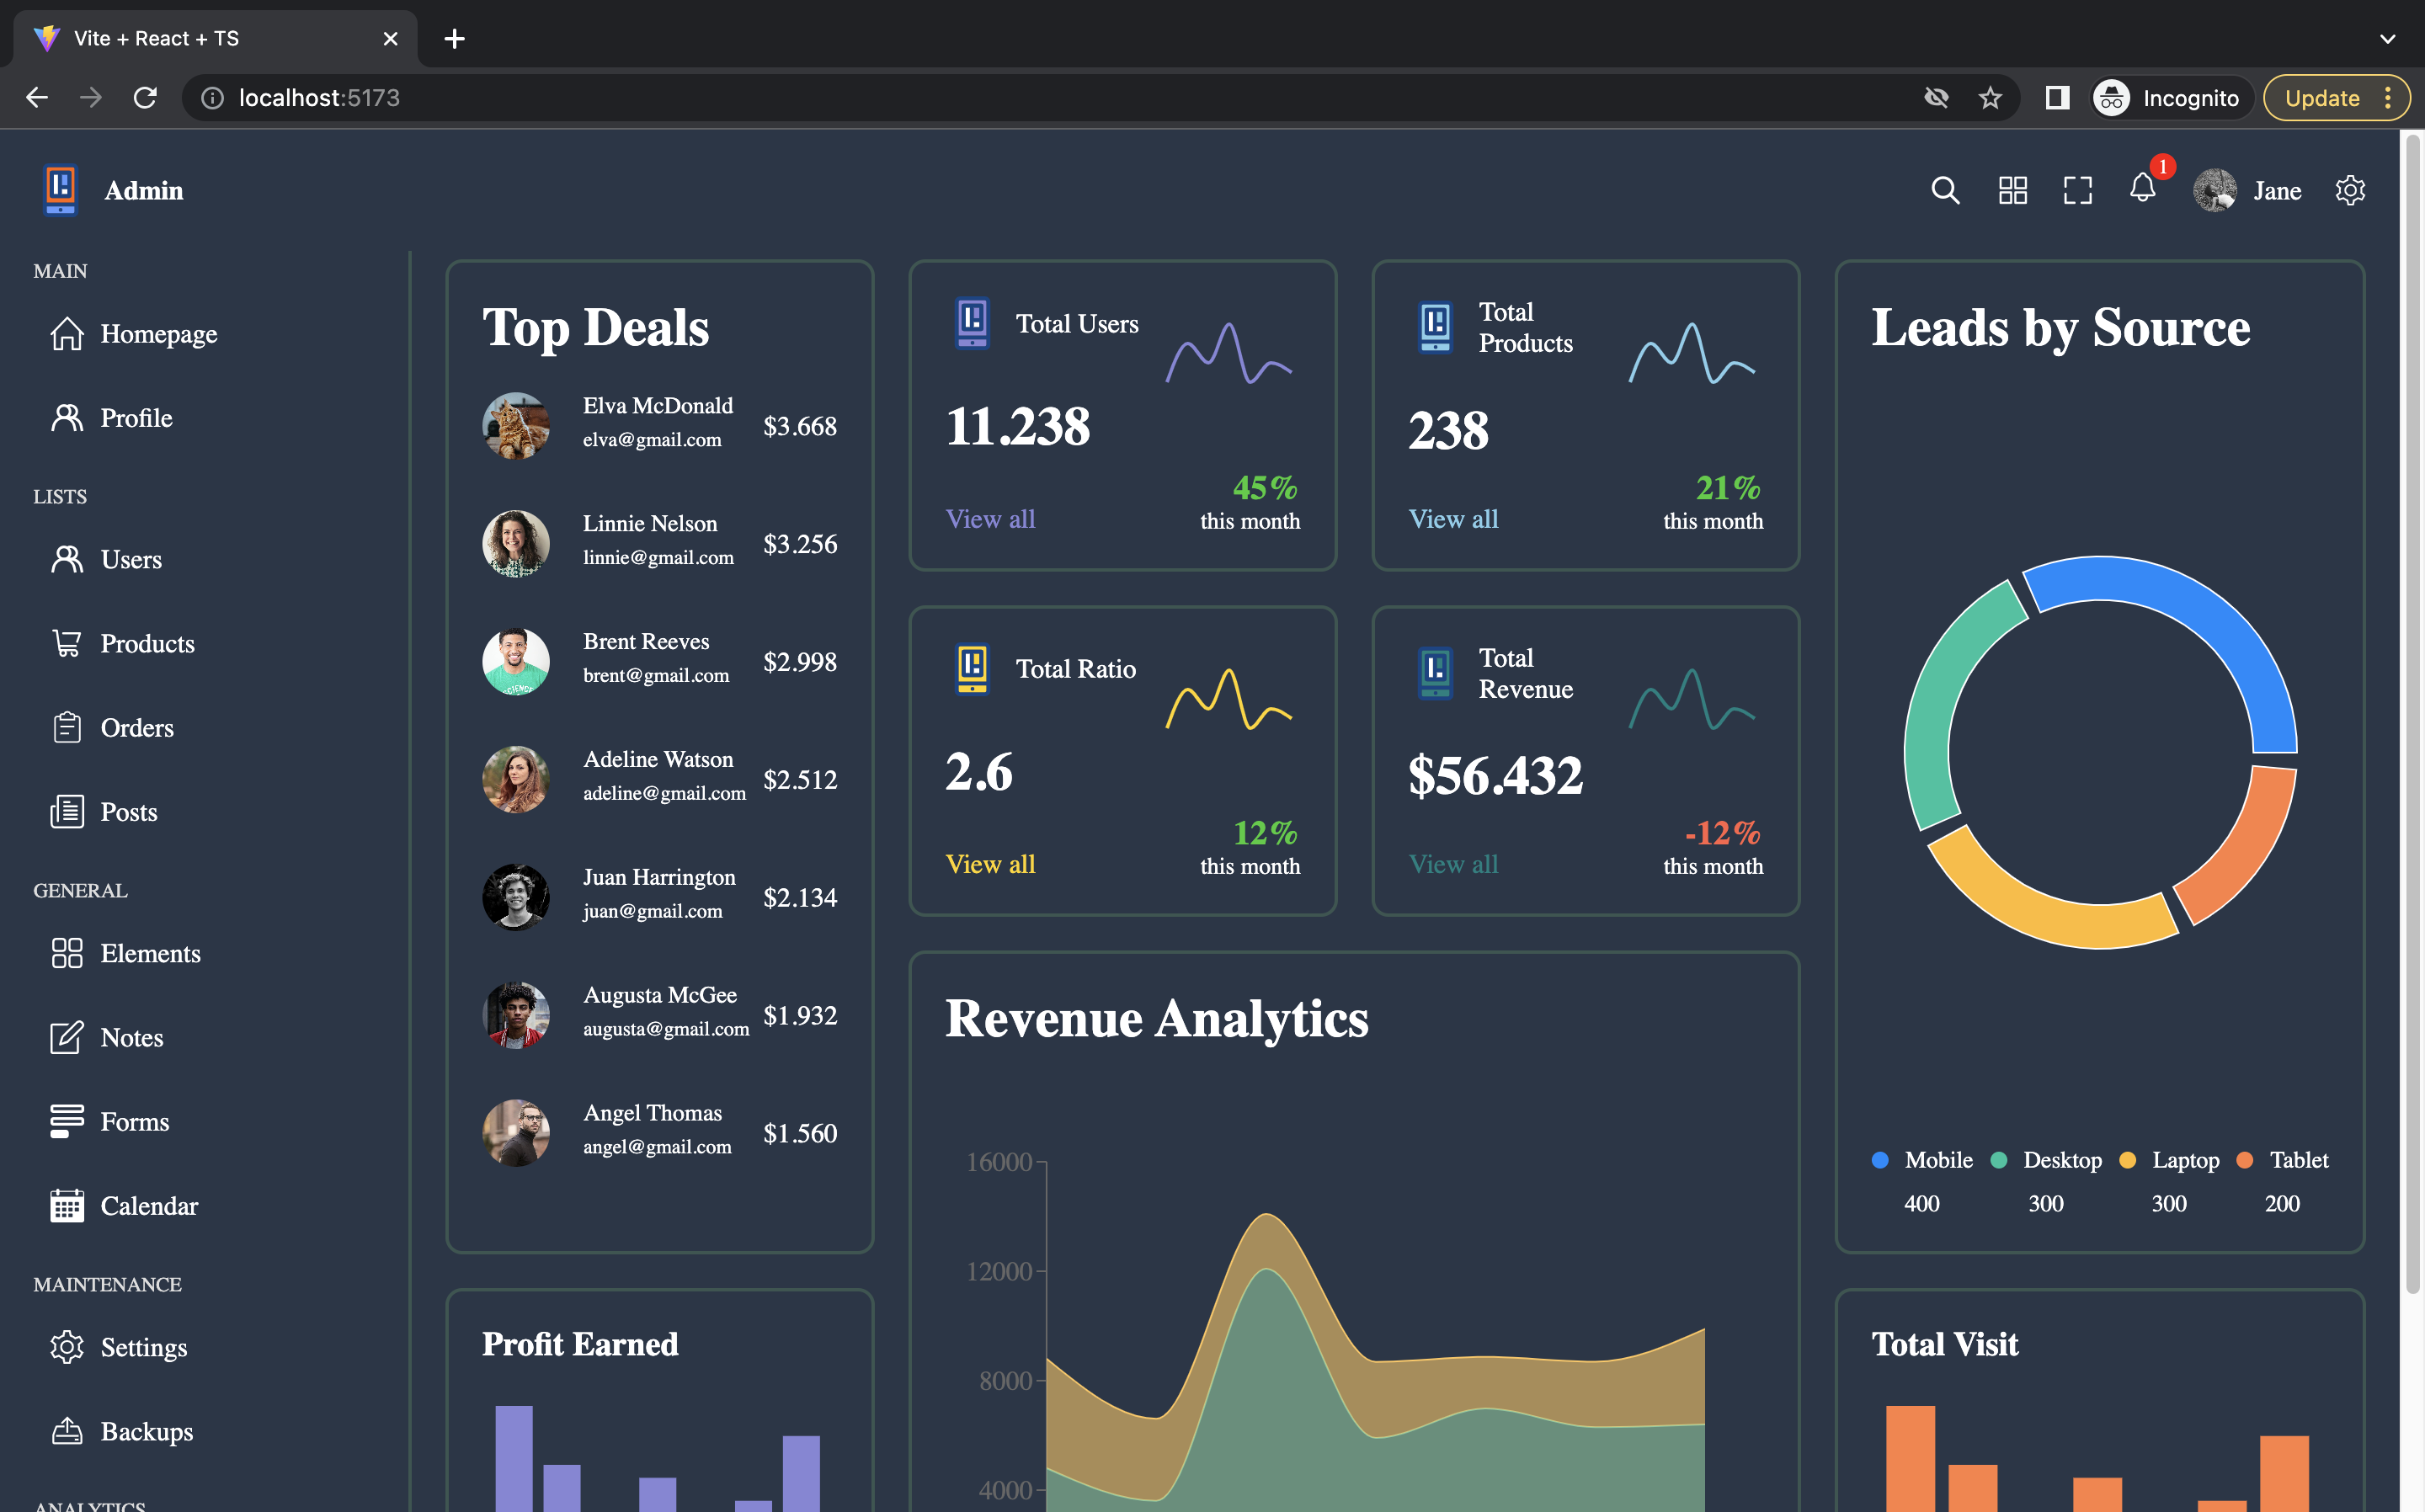 Vite + React + TS
localhost:5173
Incognito
Update
Admin
1
Jane
MAIN
Homepage
Profile
LISTS
Users
Products
Orders
Posts
GENERAL
Elements
Notes
Forms
Calendar
MAINTENANCE
Settings
Backups
ANALYTICS
Top Deals
Elva McDonald
elva@gmail.com
$3.668
Linnie Nelson
linnie@gmail.com
$3.256
Brent Reeves
brent@gmail.com
$2.998
Adeline Watson
adeline@gmail.com
$2.512
Juan Harrington
juan@gmail.com
$2.134
Augusta McGee
augusta@gmail.com
$1.932
Angel Thomas
angel@gmail.com
$1.560
Total Users
11.238
View all
45%
this month
Total
Products
238
View all
21%
this month
Total Ratio
2.6
View all
12%
this month
Total
Revenue
$56.432
View all
-12%
this month
Leads by Source
Mobile
400
Desktop
300
Laptop
300
Tablet
200
Revenue Analytics
16000
12000
8000
4000
Profit Earned
Total Visit